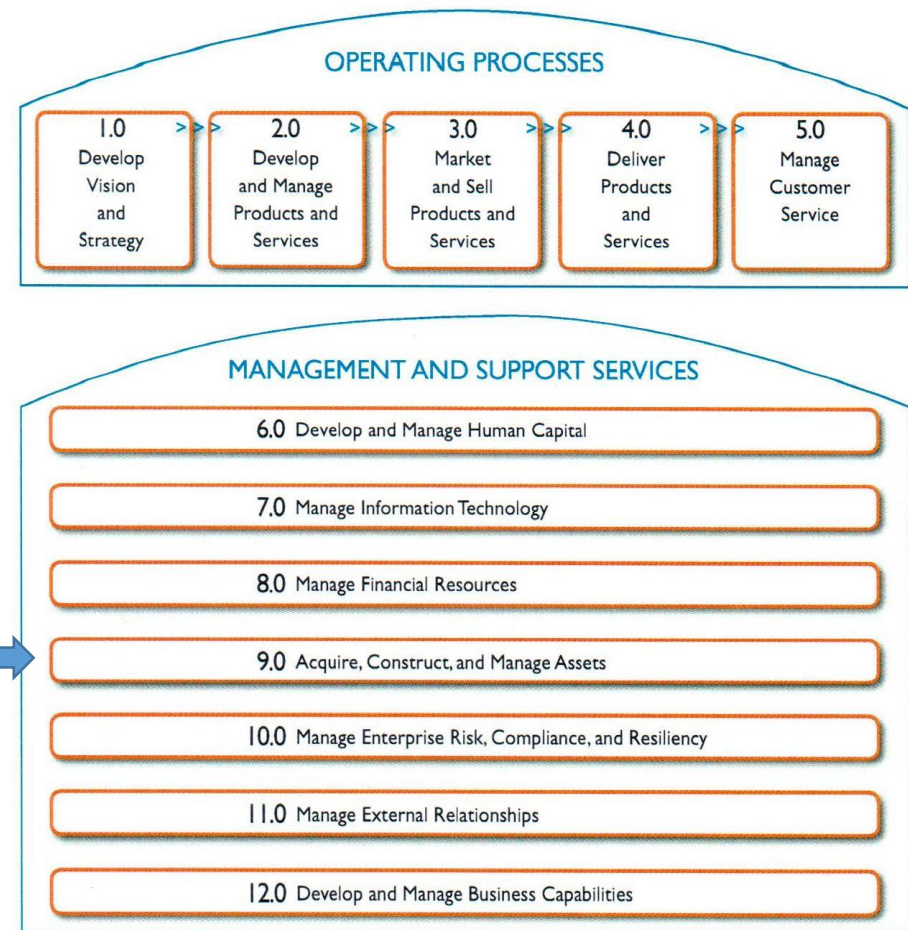 OPERATING PROCESSES
1.0 >>> 2.0 >>> 3.0 >>> 4.0 >>> 5.0
Develop
Vision
and
Strategy
Develop
and Manage
Products and
Services
Market
and Sell
Products and
Services
Deliver
Products
and
Services
Manage
Customer
Service
MANAGEMENT AND SUPPORT SERVICES
6.0 Develop and Manage Human Capital
7.0 Manage Information Technology
8.0 Manage Financial Resources
9.0 Acquire, Construct, and Manage Assets
10.0 Manage Enterprise Risk, Compliance, and Resiliency
11.0 Manage External Relationships
12.0 Develop and Manage Business Capabilities